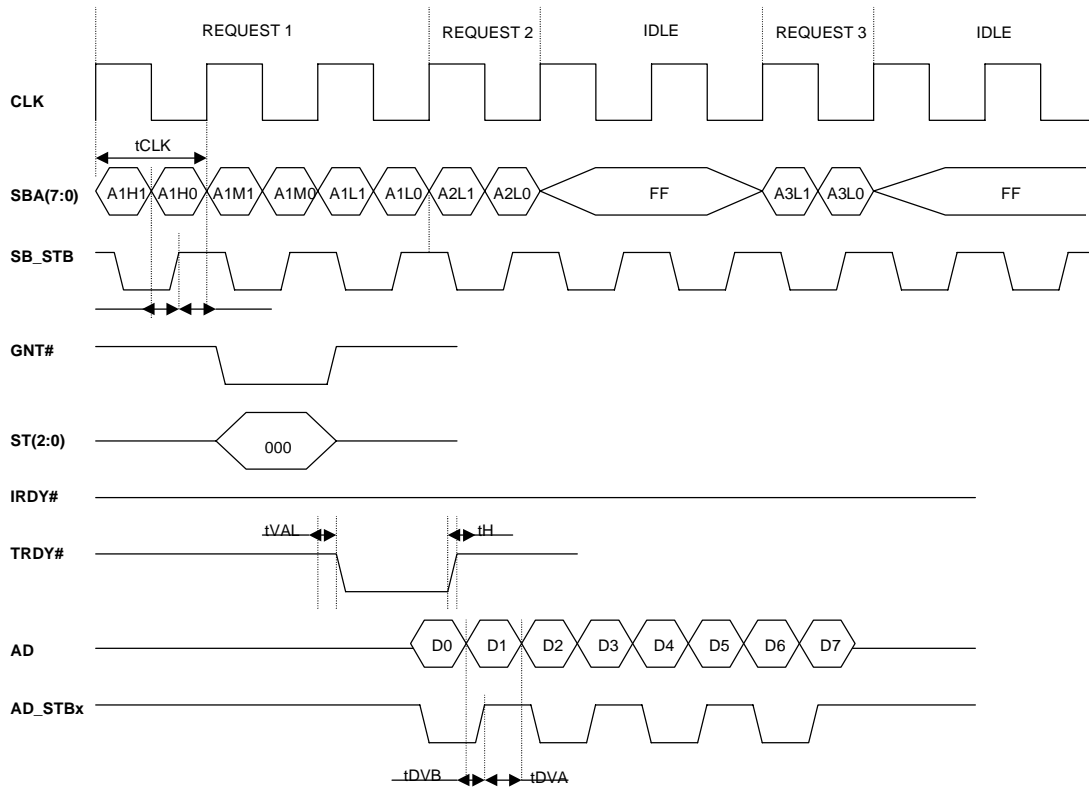 REQUEST 1 REQUEST 2 IDLE REQUEST 3 IDLE
CLK
tCLK
SBA(7:0) A1H1 A1H0 A1M1 A1M0 A1L1 A1L0 A2L1 A2L0 FF A3L1 A3L0 FF
SB_STB
GNT#
ST(2:0) 000
IRDY#
tVAL tH
TRDY#
AD D0 D1 D2 D3 D4 D5 D6 D7
AD_STBx
tDVB tDVA